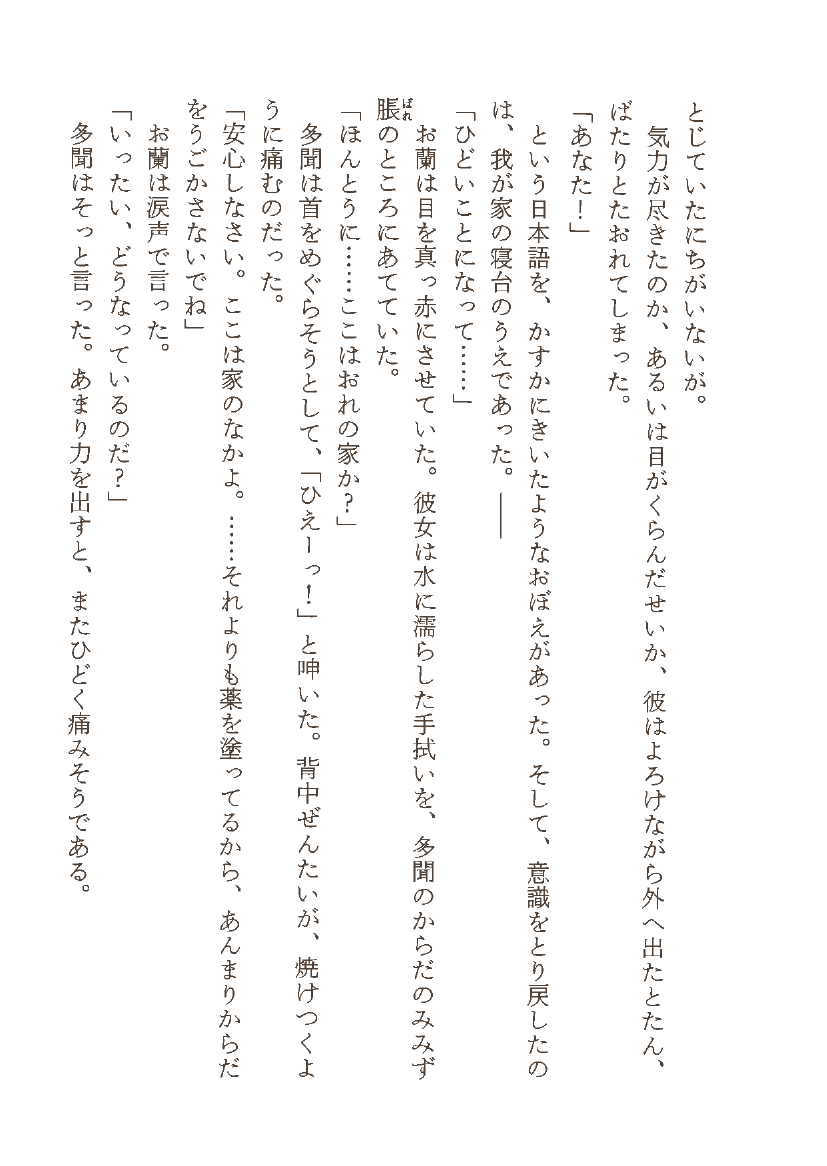 とじていたにちがいないが。
　気力が尽きたのか、あるいは目がくらんだせいか、彼はよろけながら外へ出たとたん、
ばたりとたおれてしまった。
「あなた！」
　という日本語を、かすかにきいたようなおぼえがあった。そして、意識をとり戻したの
は、我が家の寝台のうえであった。――
「ひどいことになって……」
　お蘭は目を真っ赤にさせていた。彼女は水に濡らした手拭いを、多聞のからだのみみず
脹のところにあてていた。
ばれ
「ほんとうに……ここはおれの家か？」
　多聞は首をめぐらそうとして、「ひえーっ！」と呻いた。背中ぜんたいが、焼けつくよ
うに痛むのだった。
「安心しなさい。ここは家のなかよ。……それよりも薬を塗ってるから、あんまりからだ
をうごかさないでね」
　お蘭は涙声で言った。
「いったい、どうなっているのだ？」
　多聞はそっと言った。あまり力を出すと、またひどく痛みそうである。